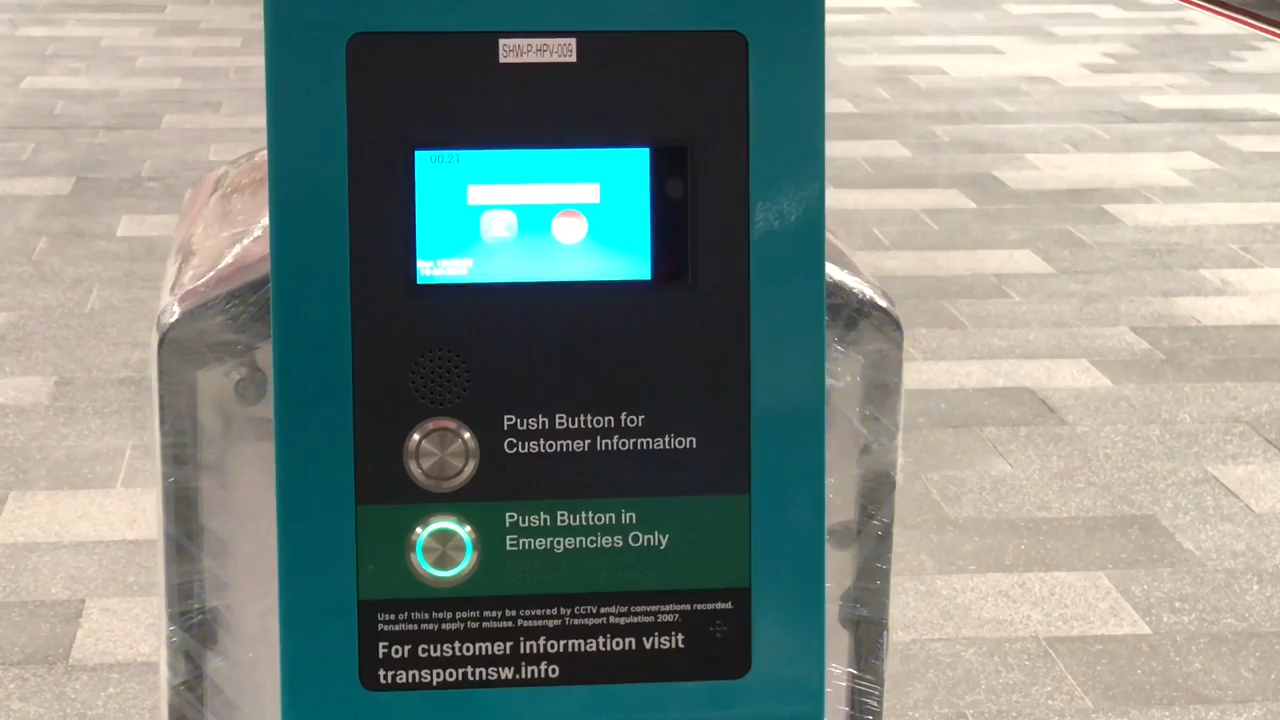 SHW-P-HPV-009
00.21
Push Button for
Customer Information
Push Button in
Emergencies Only
Use of this help point may be covered by CCTV and/or conversations recorded.
Penalties may apply for misuse. Passenger Transport Regulation 2007.
For customer information visit
transportnsw.info